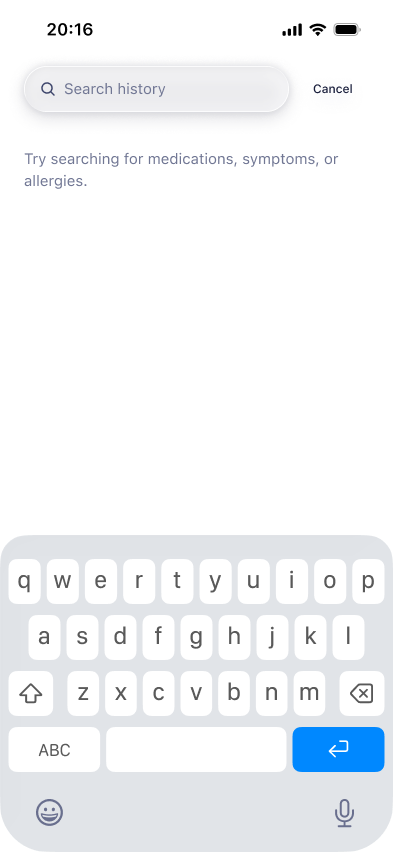 20:16
Search history
Cancel
Try searching for medications, symptoms, or
allergies.
q w e r t y u i o p
a s d f g h j k l
z x c v b n m
ABC